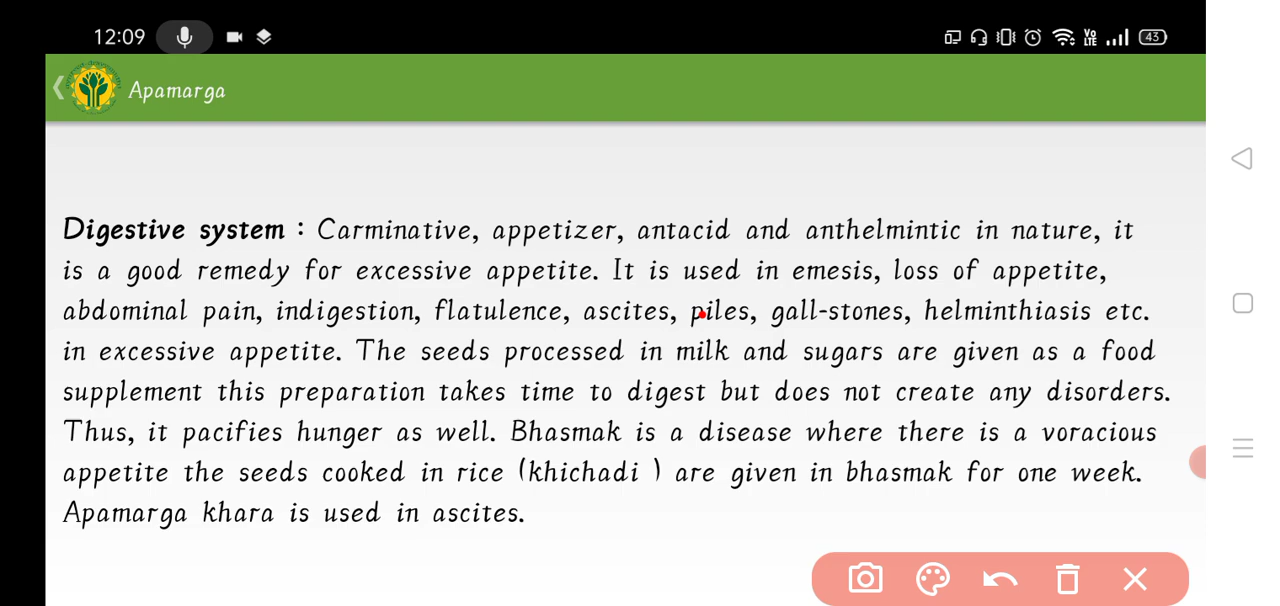 12:09
Vo
LTE
43
Apamarga
Digestive system : Carminative, appetizer, antacid and anthelmintic in nature, it
is a good remedy for excessive appetite. It is used in emesis, loss of appetite,
abdominal pain, indigestion, flatulence, ascites, piles, gall-stones, helminthiasis etc.
in excessive appetite. The seeds processed in milk and sugars are given as a food
supplement this preparation takes time to digest but does not create any disorders.
Thus, it pacifies hunger as well. Bhasmak is a disease where there is a voracious
appetite the seeds cooked in rice (khichadi ) are given in bhasmak for one week.
Apamarga khara is used in ascites.